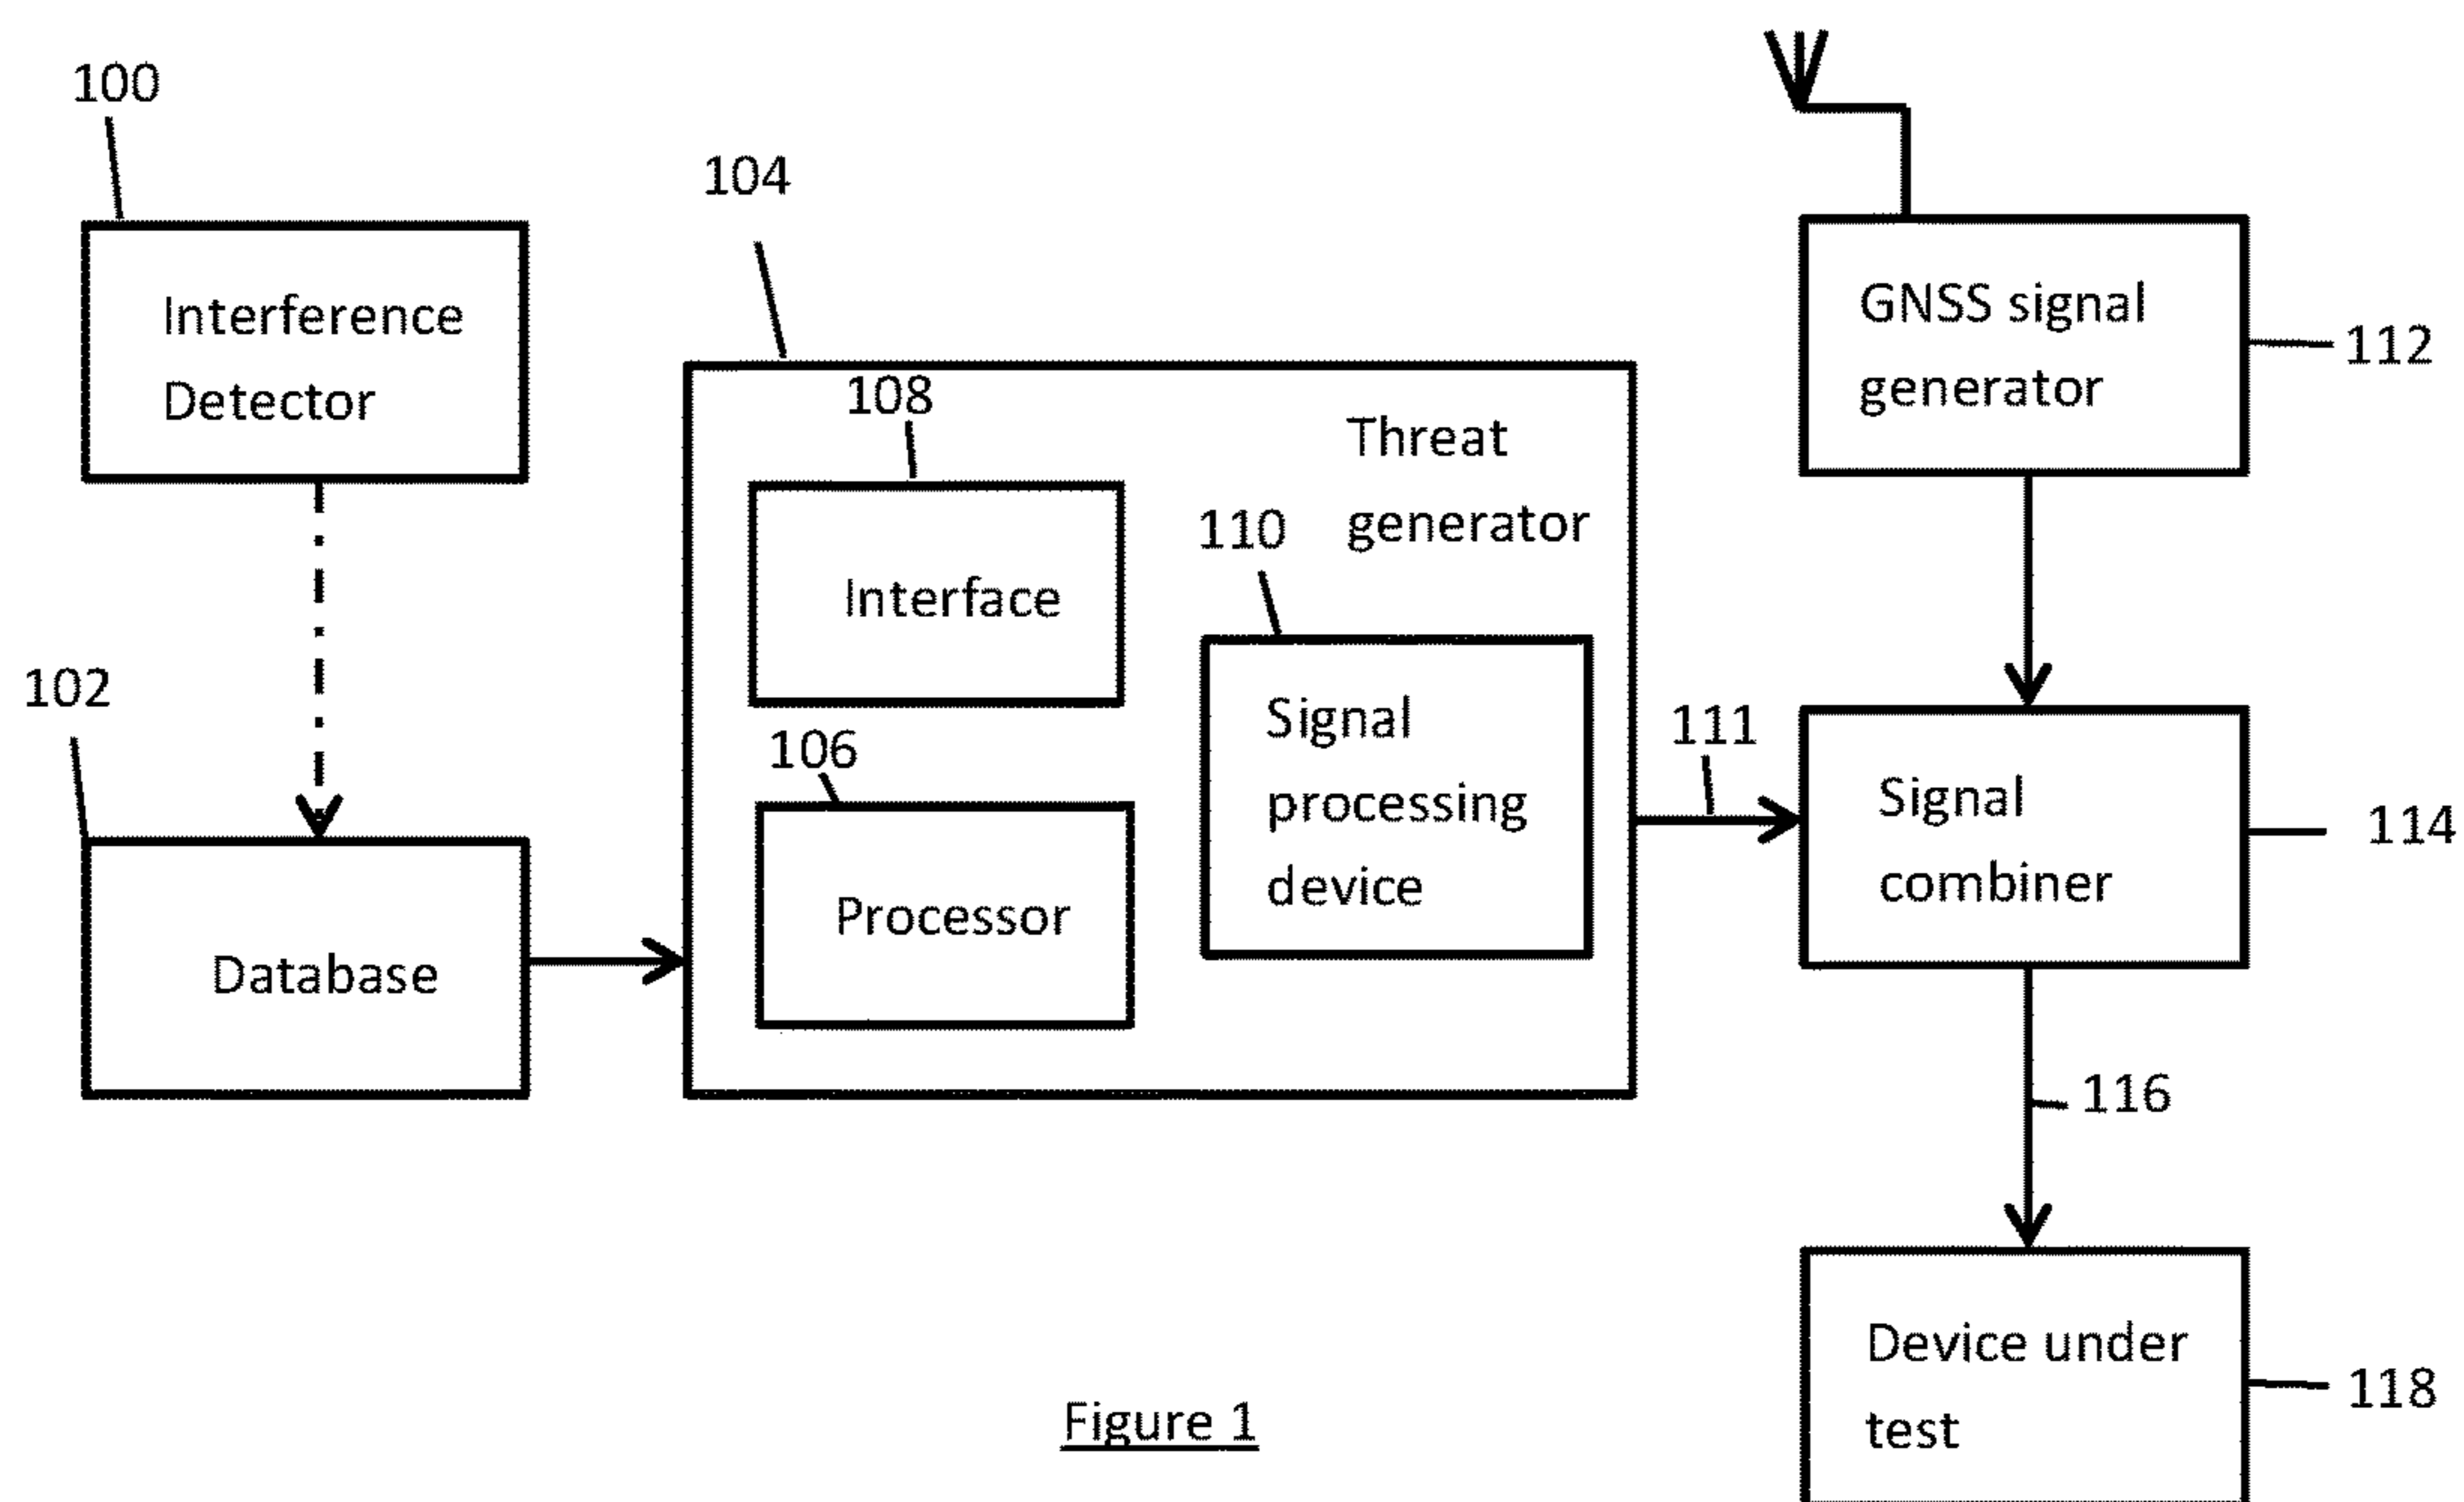 100
Interference
Detector
102
Database
104
108
Interface
106
Processor
Threat
generator
110
Signal
processing
device
111
GNSS signal
generator
112
Signal
combiner
114
116
Device under
test
118
Figure 1